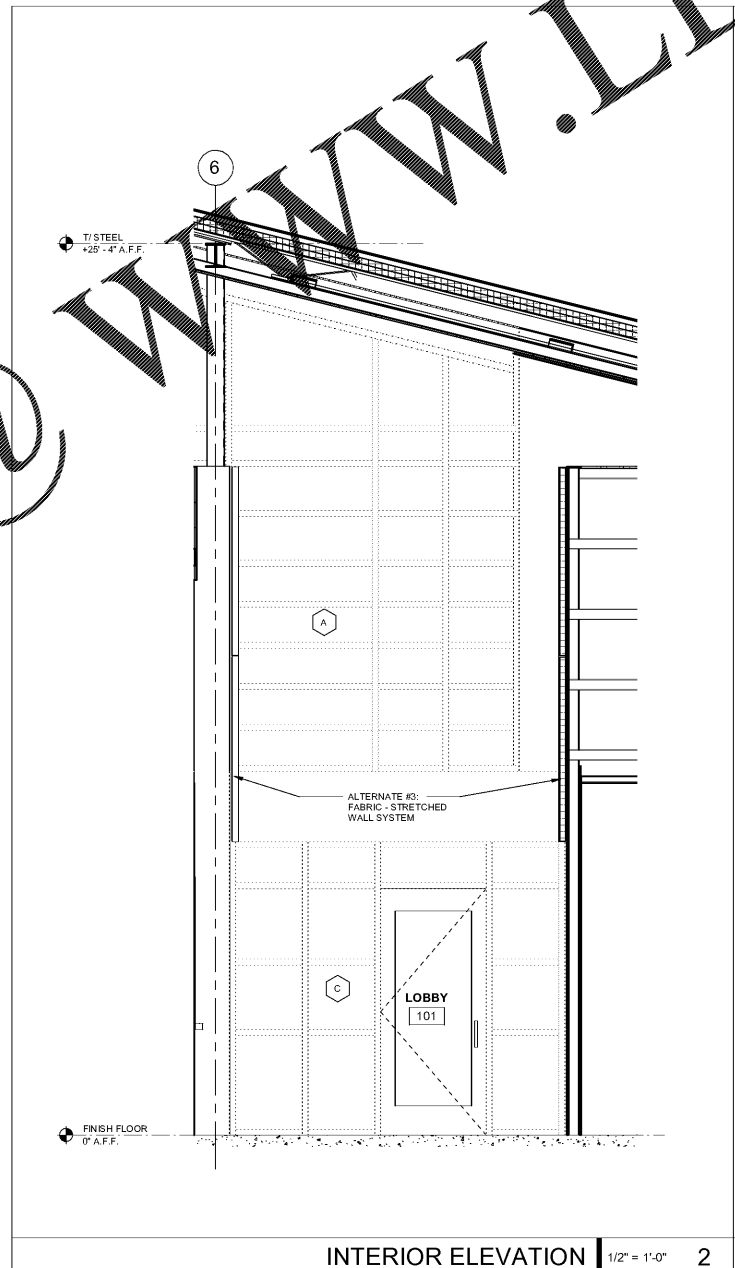 6
T/ STEEL
+25' - 4" A.F.F.
A
ALTERNATE #3:
FABRIC - STRETCHED
WALL SYSTEM
C
LOBBY
101
FINISH FLOOR
0" A.F.F.
INTERIOR ELEVATION 1/2" = 1'-0" 2
@ WWW.